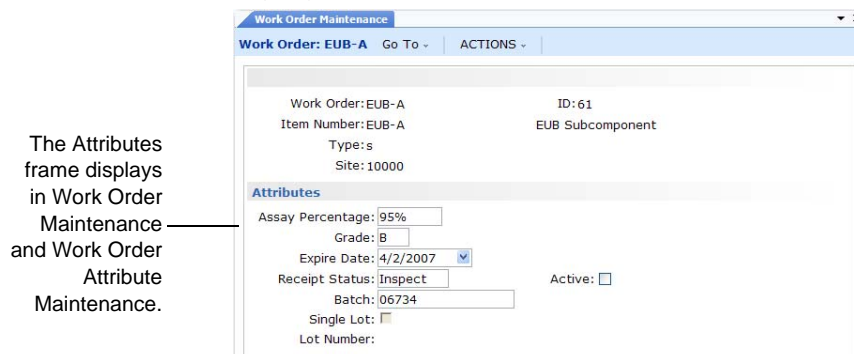 Work Order Maintenance
Work Order: EUB-A Go To ACTIONS
Work Order: EUB-A ID: 61
Item Number: EUB-A EUB Subcomponent
Type: s
Site: 10000
The Attributes
frame displays
in Work Order
Maintenance
and Work Order
Attribute
Maintenance.
Attributes
Assay Percentage: 95%
Grade: B
Expire Date: 4/2/2007
Receipt Status: Inspect Active:
Batch: 06734
Single Lot:
Lot Number: